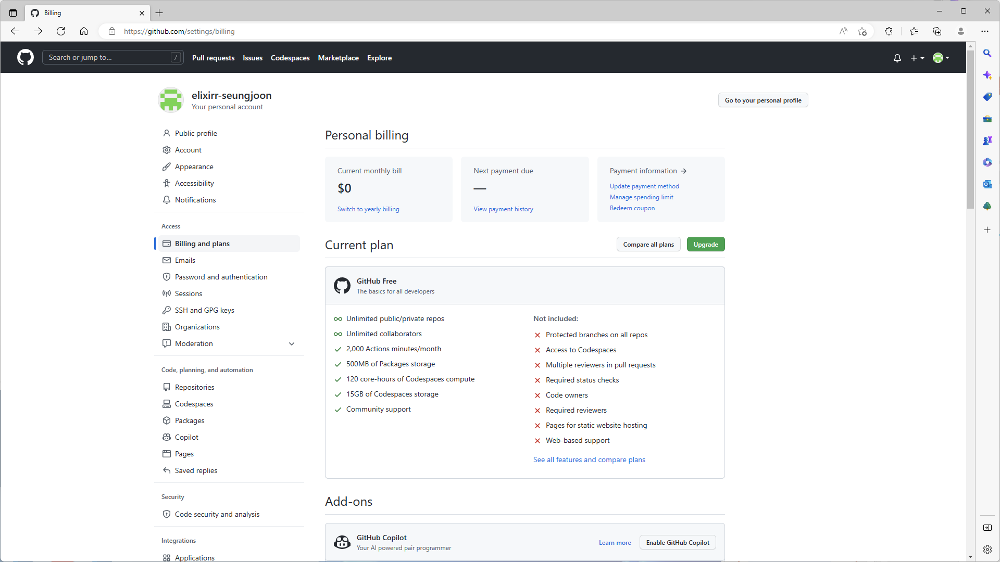 Billing
https://github.com/settings/billing
Search or jump to... /
Pull requests Issues Codespaces Marketplace Explore
elixirr-seungjoon
Your personal account
Go to your personal profile
Public profile
Account
Appearance
Accessibility
Notifications
Access
Billing and plans
Emails
Password and authentication
Sessions
SSH and GPG keys
Organizations
Moderation
Code, planning, and automation
Repositories
Codespaces
Packages
Copilot
Pages
Saved replies
Security
Code security and analysis
Integrations
Applications
Personal billing
Current monthly bill
$0
Switch to yearly billing
Next payment due
—
View payment history
Payment information
Update payment method
Manage spending limit
Redeem coupon
Current plan
Compare all plans
Upgrade
GitHub Free
The basics for all developers
Unlimited public/private repos
Unlimited collaborators
2,000 Actions minutes/month
500MB of Packages storage
120 core-hours of Codespaces compute
15GB of Codespaces storage
Community support
Not included:
Protected branches on all repos
Access to Codespaces
Multiple reviewers in pull requests
Required status checks
Code owners
Required reviewers
Pages for static website hosting
Web-based support
See all features and compare plans
Add-ons
GitHub Copilot
Your AI powered pair programmer
Learn more
Enable GitHub Copilot